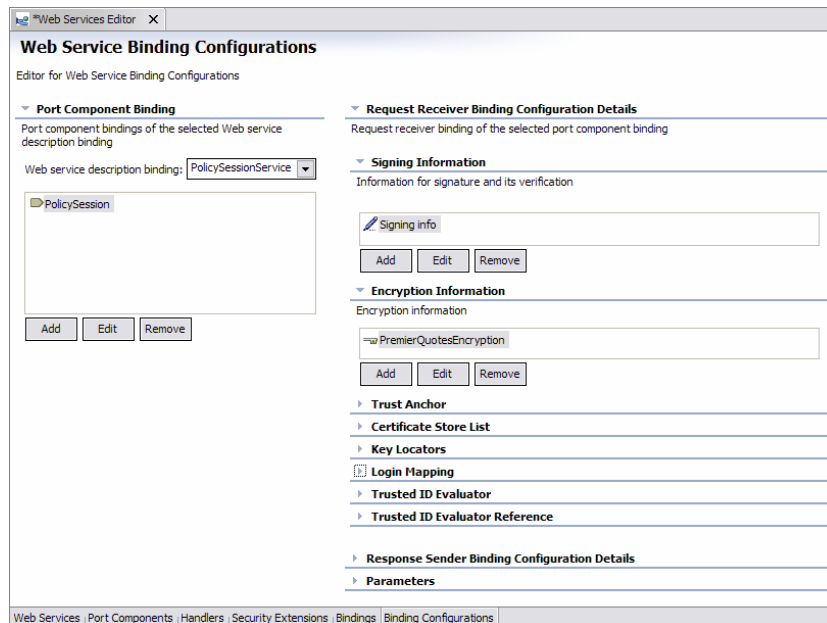 *Web Services Editor X
Web Service Binding Configurations
Editor for Web Service Binding Configurations
Port Component Binding
Port component bindings of the selected Web service
description binding
Web service description binding: PolicySessionService
PolicySession
Add Edit Remove
Request Receiver Binding Configuration Details
Request receiver binding of the selected port component binding
Signing Information
Information for signature and its verification
Signing info
Add Edit Remove
Encryption Information
Encryption information
PremierQuotesEncryption
Add Edit Remove
Trust Anchor
Certificate Store List
Key Locators
Login Mapping
Trusted ID Evaluator
Trusted ID Evaluator Reference
Response Sender Binding Configuration Details
Parameters
Web Services Port Components Handlers Security Extensions Bindings Binding Configurations